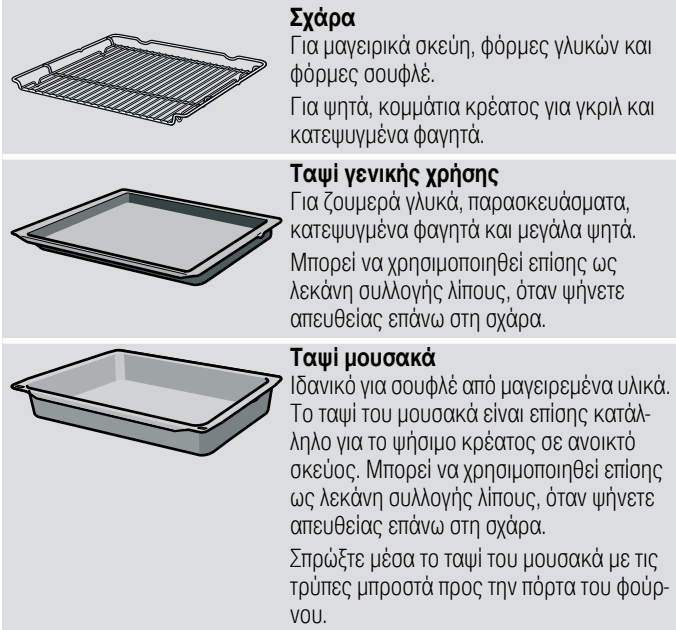 Σχάρα
Για μαγειρικά σκεύη, φόρμες γλυκών και
φόρμες σουφλέ.
Για ψητά, κομμάτια κρέατος για γκριλ και
κατεψυγμένα φαγητά.
Ταψί γενικής χρήσης
Για ζουμερά γλυκά, παρασκευάσματα,
κατεψυγμένα φαγητά και μεγάλα ψητά.
Μπορεί να χρησιμοποιηθεί επίσης ως
λεκάνη συλλογής λίπους, όταν ψήνετε
απευθείας επάνω στη σχάρα.
Ταψί μουσακά
Ιδανικό για σουφλέ από μαγειρεμένα υλικά.
Το ταψί του μουσακά είναι επίσης κατάλ-
ληλο για το ψήσιμο κρέατος σε ανοικτό
σκεύος. Μπορεί να χρησιμοποιηθεί επίσης
ως λεκάνη συλλογής λίπους, όταν ψήνετε
απευθείας επάνω στη σχάρα.
Σπρώξτε μέσα το ταψί του μουσακά με τις
τρύπες μπροστά προς την πόρτα του φούρ-
νου.